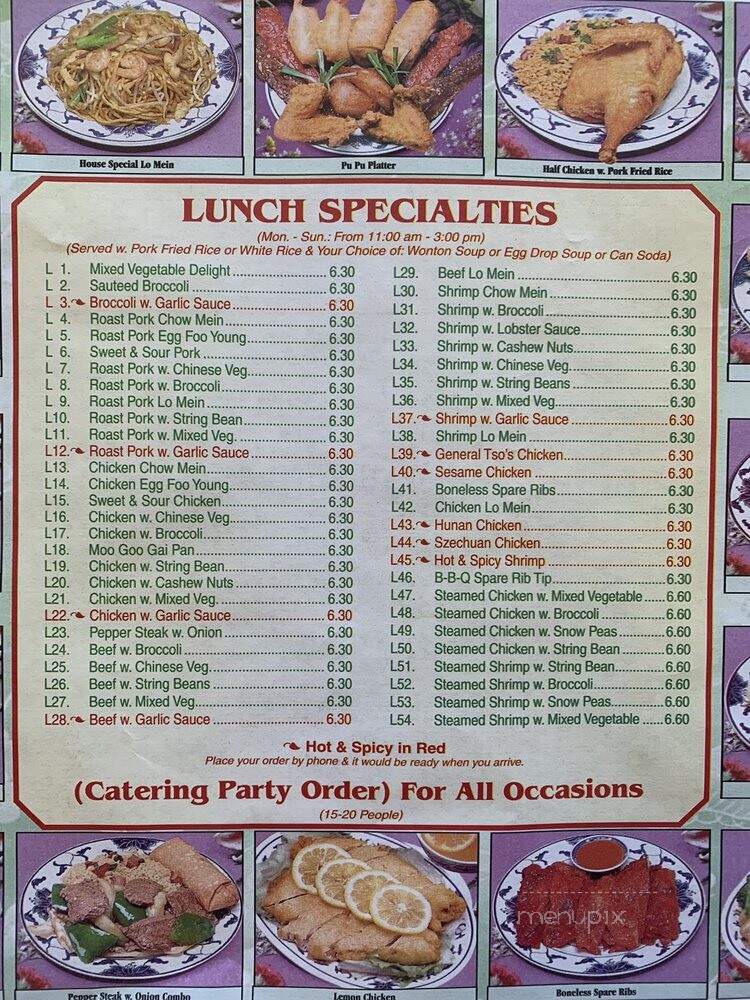 House Special Lo Mein
Pu Pu Platter
Half Chicken w. Pork Fried Rice
LUNCH SPECIALTIES
(Mon. - Sun.: From 11:00 am - 3:00 pm)
(Served w. Pork Fried Rice or White Rice & Your Choice of: Wonton Soup or Egg Drop Soup or Can Soda)
L 1. Mixed Vegetable Delight 6.30
L 2. Sauteed Broccoli 6.30
L 3. Broccoli w. Garlic Sauce 6.30
L 4. Roast Pork Chow Mein 6.30
L 5. Roast Pork Egg Foo Young 6.30
L 6. Sweet & Sour Pork 6.30
L 7. Roast Pork w. Chinese Veg. 6.30
L 8. Roast Pork w. Broccoli 6.30
L 9. Roast Pork Lo Mein 6.30
L10. Roast Pork w. String Bean 6.30
L11. Roast Pork w. Mixed Veg. 6.30
L12. Roast Pork w. Garlic Sauce 6.30
L13. Chicken Chow Mein 6.30
L14. Chicken Egg Foo Young 6.30
L15. Sweet & Sour Chicken 6.30
L16. Chicken w. Chinese Veg. 6.30
L17. Chicken w. Broccoli 6.30
L18. Moo Goo Gai Pan 6.30
L19. Chicken w. String Bean 6.30
L20. Chicken w. Cashew Nuts 6.30
L21. Chicken w. Mixed Veg. 6.30
L22. Chicken w. Garlic Sauce 6.30
L23. Pepper Steak w. Onion 6.30
L24. Beef w. Broccoli 6.30
L25. Beef w. Chinese Veg. 6.30
L26. Beef w. String Beans 6.30
L27. Beef w. Mixed Veg. 6.30
L28. Beef w. Garlic Sauce 6.30
L29. Beef Lo Mein 6.30
L30. Shrimp Chow Mein 6.30
L31. Shrimp w. Broccoli 6.30
L32. Shrimp w. Lobster Sauce 6.30
L33. Shrimp w. Cashew Nuts 6.30
L34. Shrimp w. Chinese Veg. 6.30
L35. Shrimp w. String Beans 6.30
L36. Shrimp w. Mixed Veg. 6.30
L37. Shrimp w. Garlic Sauce 6.30
L38. Shrimp Lo Mein 6.30
L39. General Tso's Chicken 6.30
L40. Sesame Chicken 6.30
L41. Boneless Spare Ribs 6.30
L42. Chicken Lo Mein 6.30
L43. Hunan Chicken 6.30
L44. Szechuan Chicken 6.30
L45. Hot & Spicy Shrimp 6.30
L46. B-B-Q Spare Rib Tip 6.30
L47. Steamed Chicken w. Mixed Vegetable 6.60
L48. Steamed Chicken w. Broccoli 6.60
L49. Steamed Chicken w. Snow Peas 6.60
L50. Steamed Chicken w. String Bean 6.60
L51. Steamed Shrimp w. String Bean 6.60
L52. Steamed Shrimp w. Broccoli 6.60
L53. Steamed Shrimp w. Snow Peas 6.60
L54. Steamed Shrimp w. Mixed Vegetable 6.60
Hot & Spicy in Red
Place your order by phone & it would be ready when you arrive.
(Catering Party Order) For All Occasions
(15-20 People)
menupix
Pepper Steak w. Onion Combo
Lemon Chicken
Boneless Spare Ribs